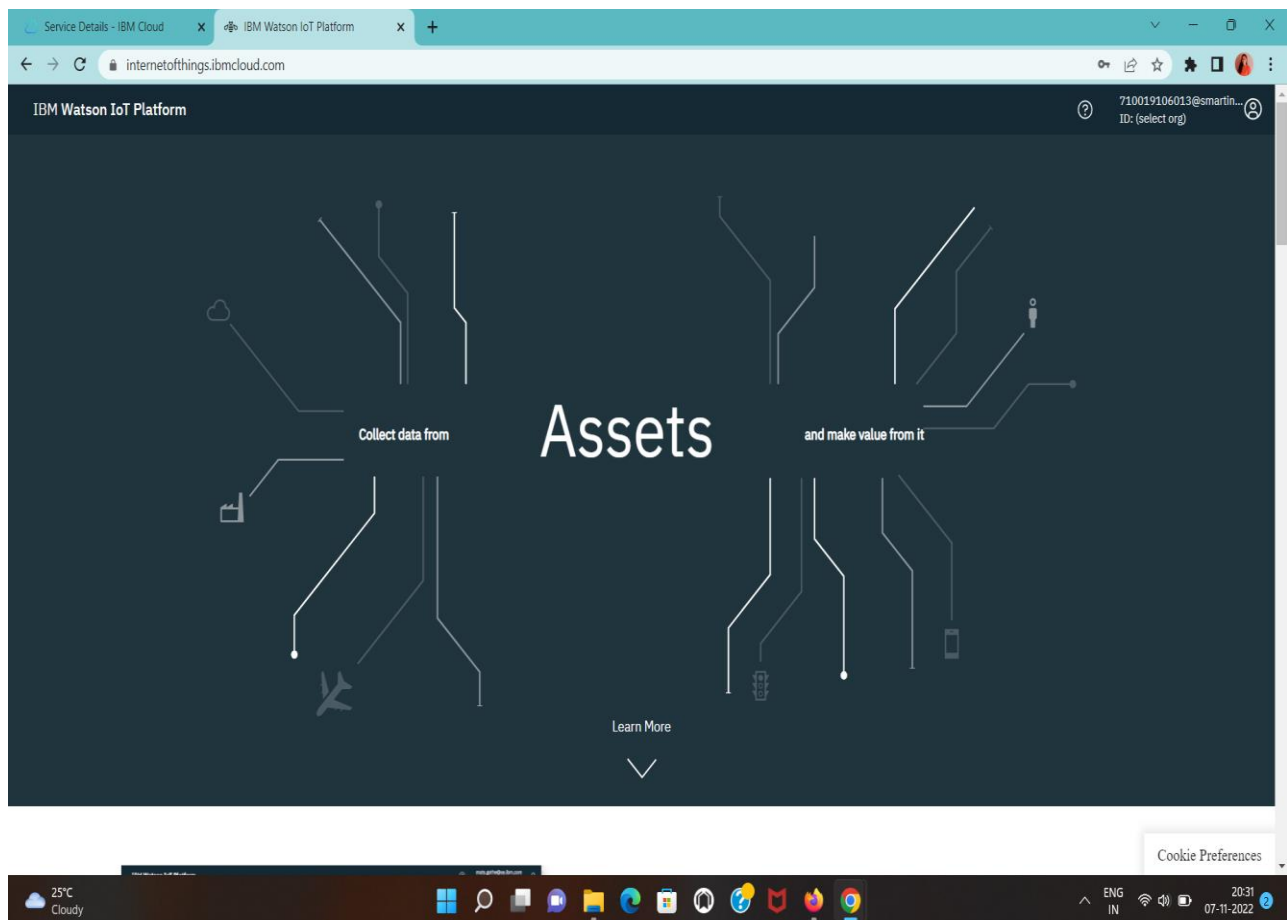 Service Details - IBM Cloud
IBM Watson IoT Platform
internetofthings.ibmcloud.com
IBM Watson IoT Platform
710019106013@smartin...
ID: (select org)
Collect data from
Assets
and make value from it
Learn More
Cookie Preferences
25°C
Cloudy
ENG
IN
20:31
07-11-2022
2